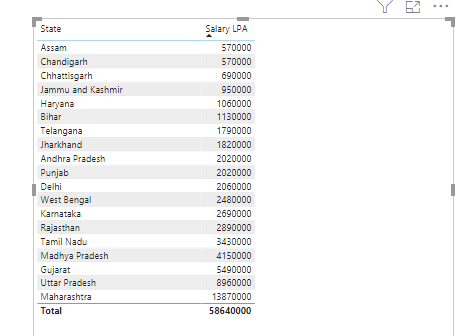 State Salary LPA
Assam 570000
Chandigarh 570000
Chhattisgarh 690000
Jammu and Kashmir 950000
Haryana 1060000
Bihar 1130000
Telangana 1790000
Jharkhand 1820000
Andhra Pradesh 2020000
Punjab 2020000
Delhi 2060000
West Bengal 2480000
Karnataka 2690000
Rajasthan 2890000
Tamil Nadu 3430000
Madhya Pradesh 4150000
Gujarat 5490000
Uttar Pradesh 8960000
Maharashtra 13870000
Total 58640000